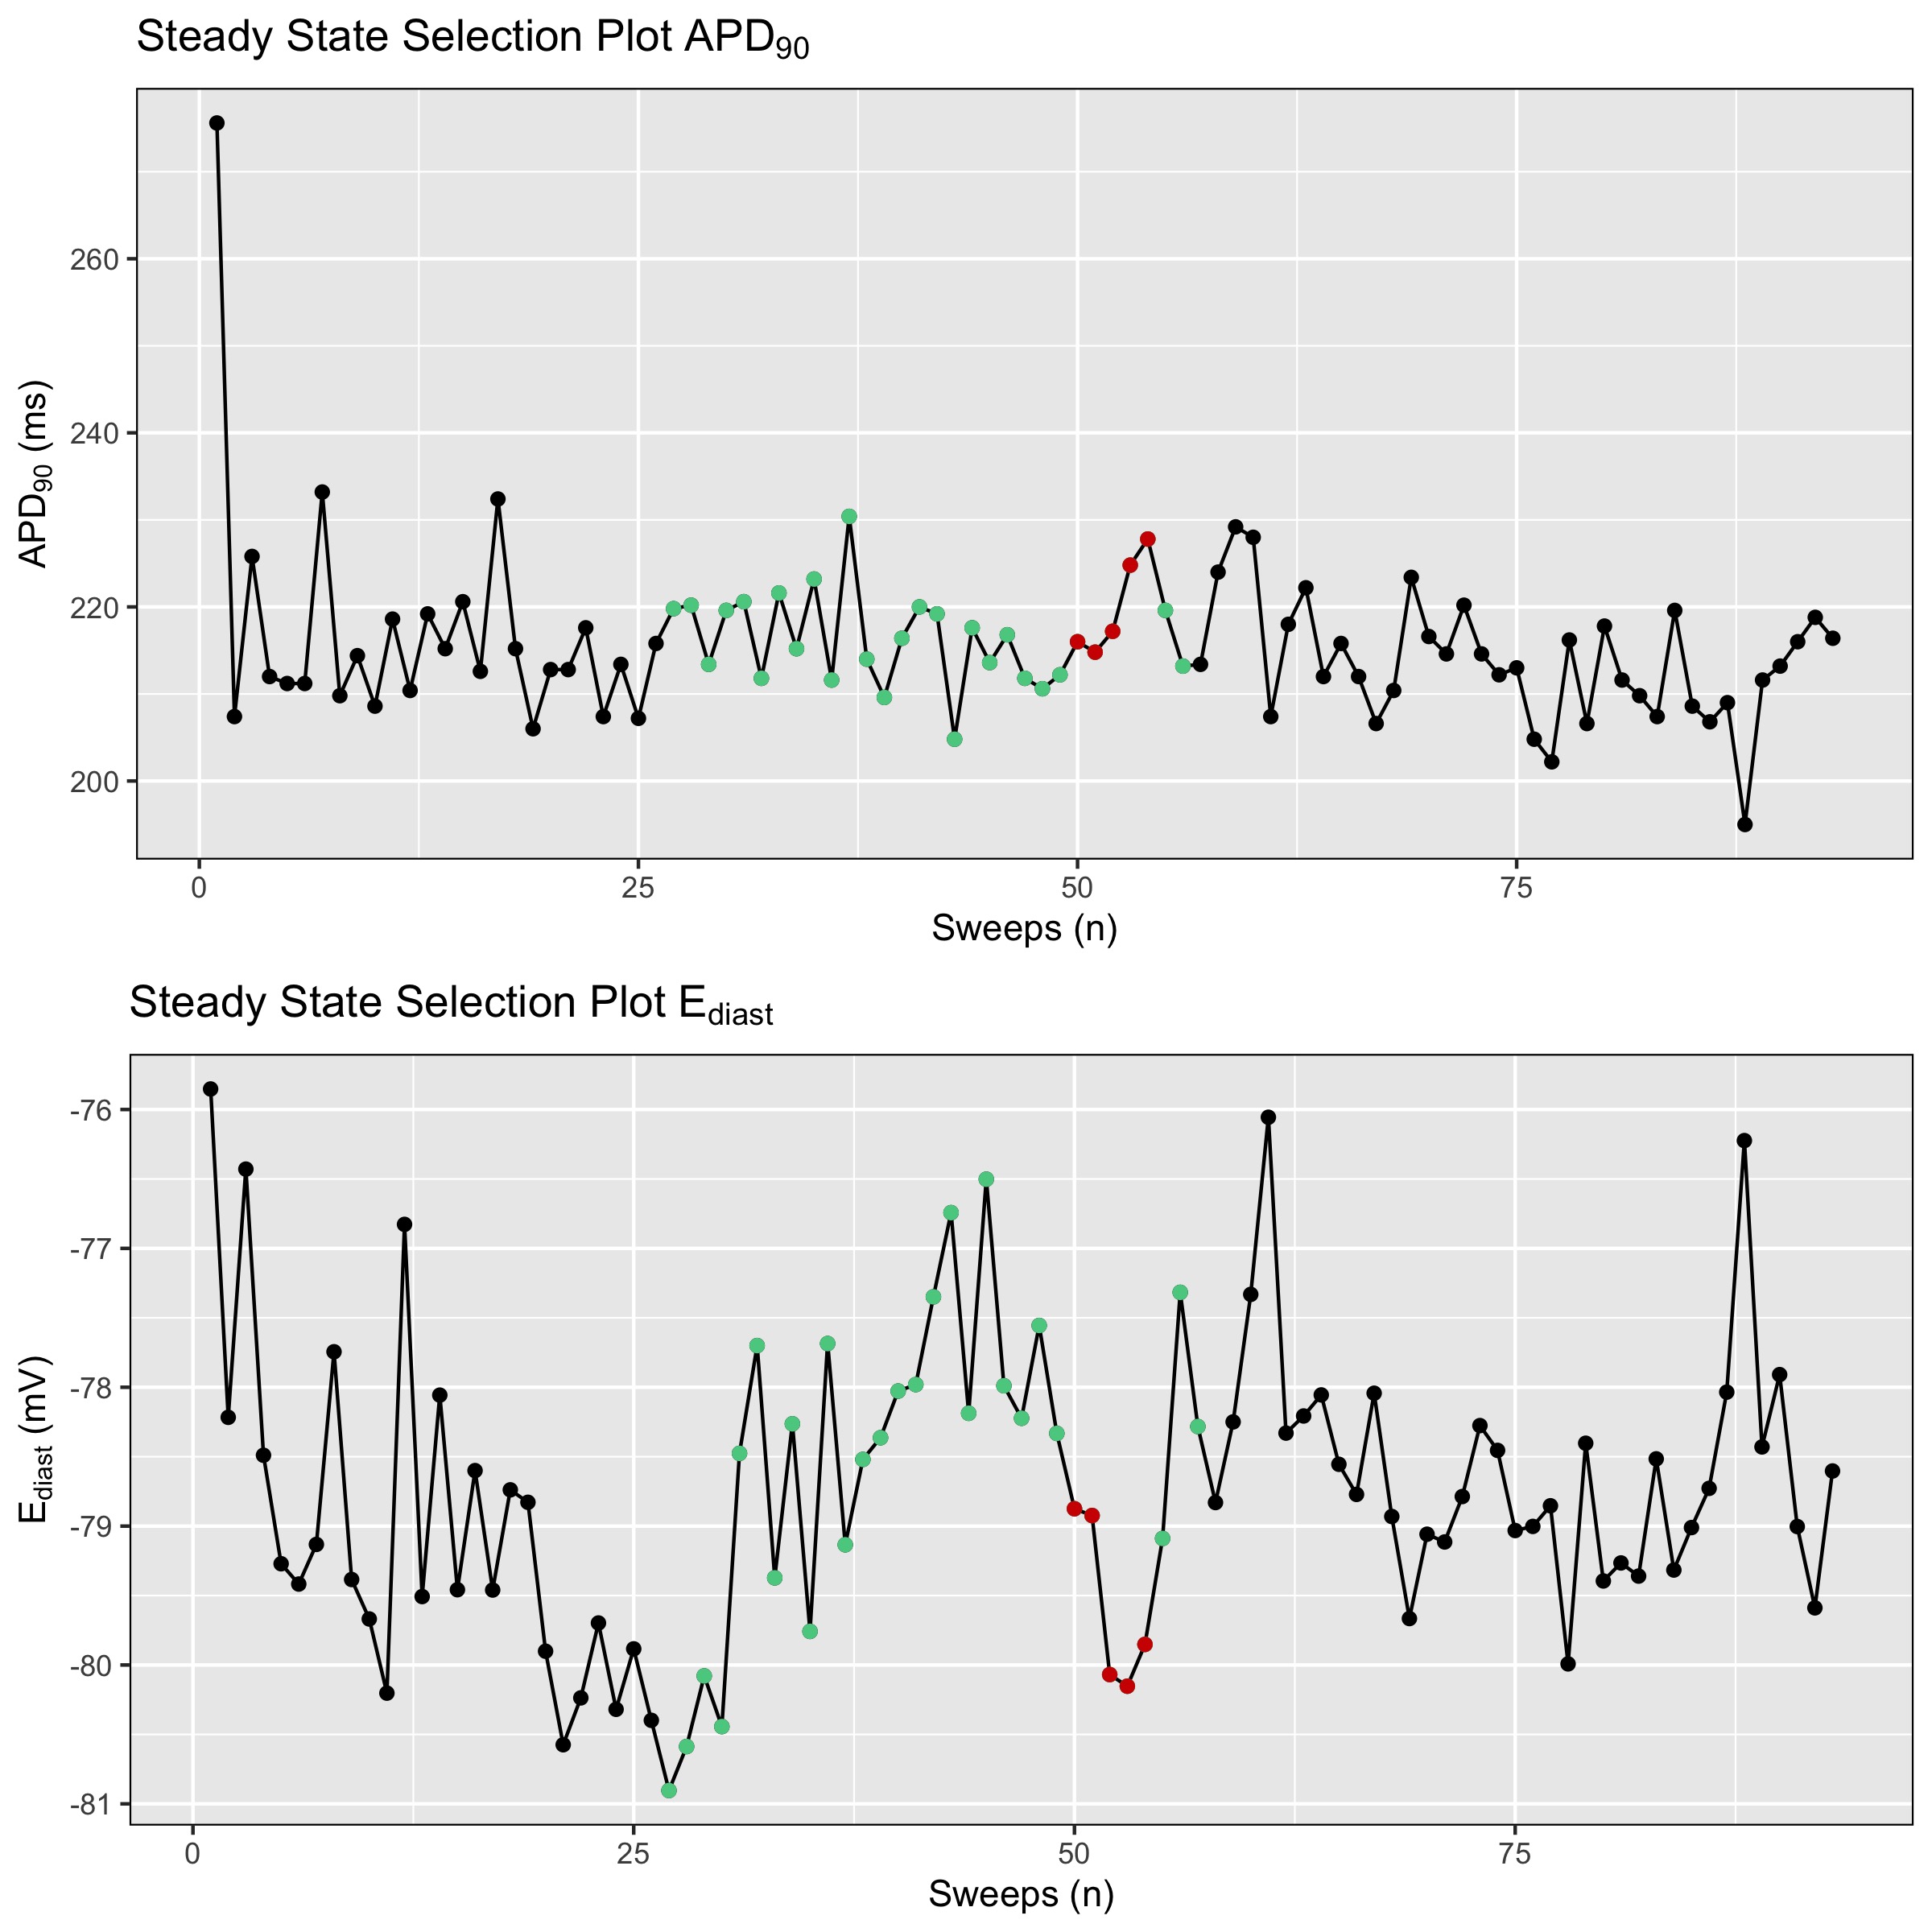 Steady State Selection Plot APD90
APD90 (ms)
260
240
220
200
0 25 50 75
Sweeps (n)
Steady State Selection Plot Ediast
Ediast (mV)
-76
-77
-78
-79
-80
-81
0 25 50 75
Sweeps (n)